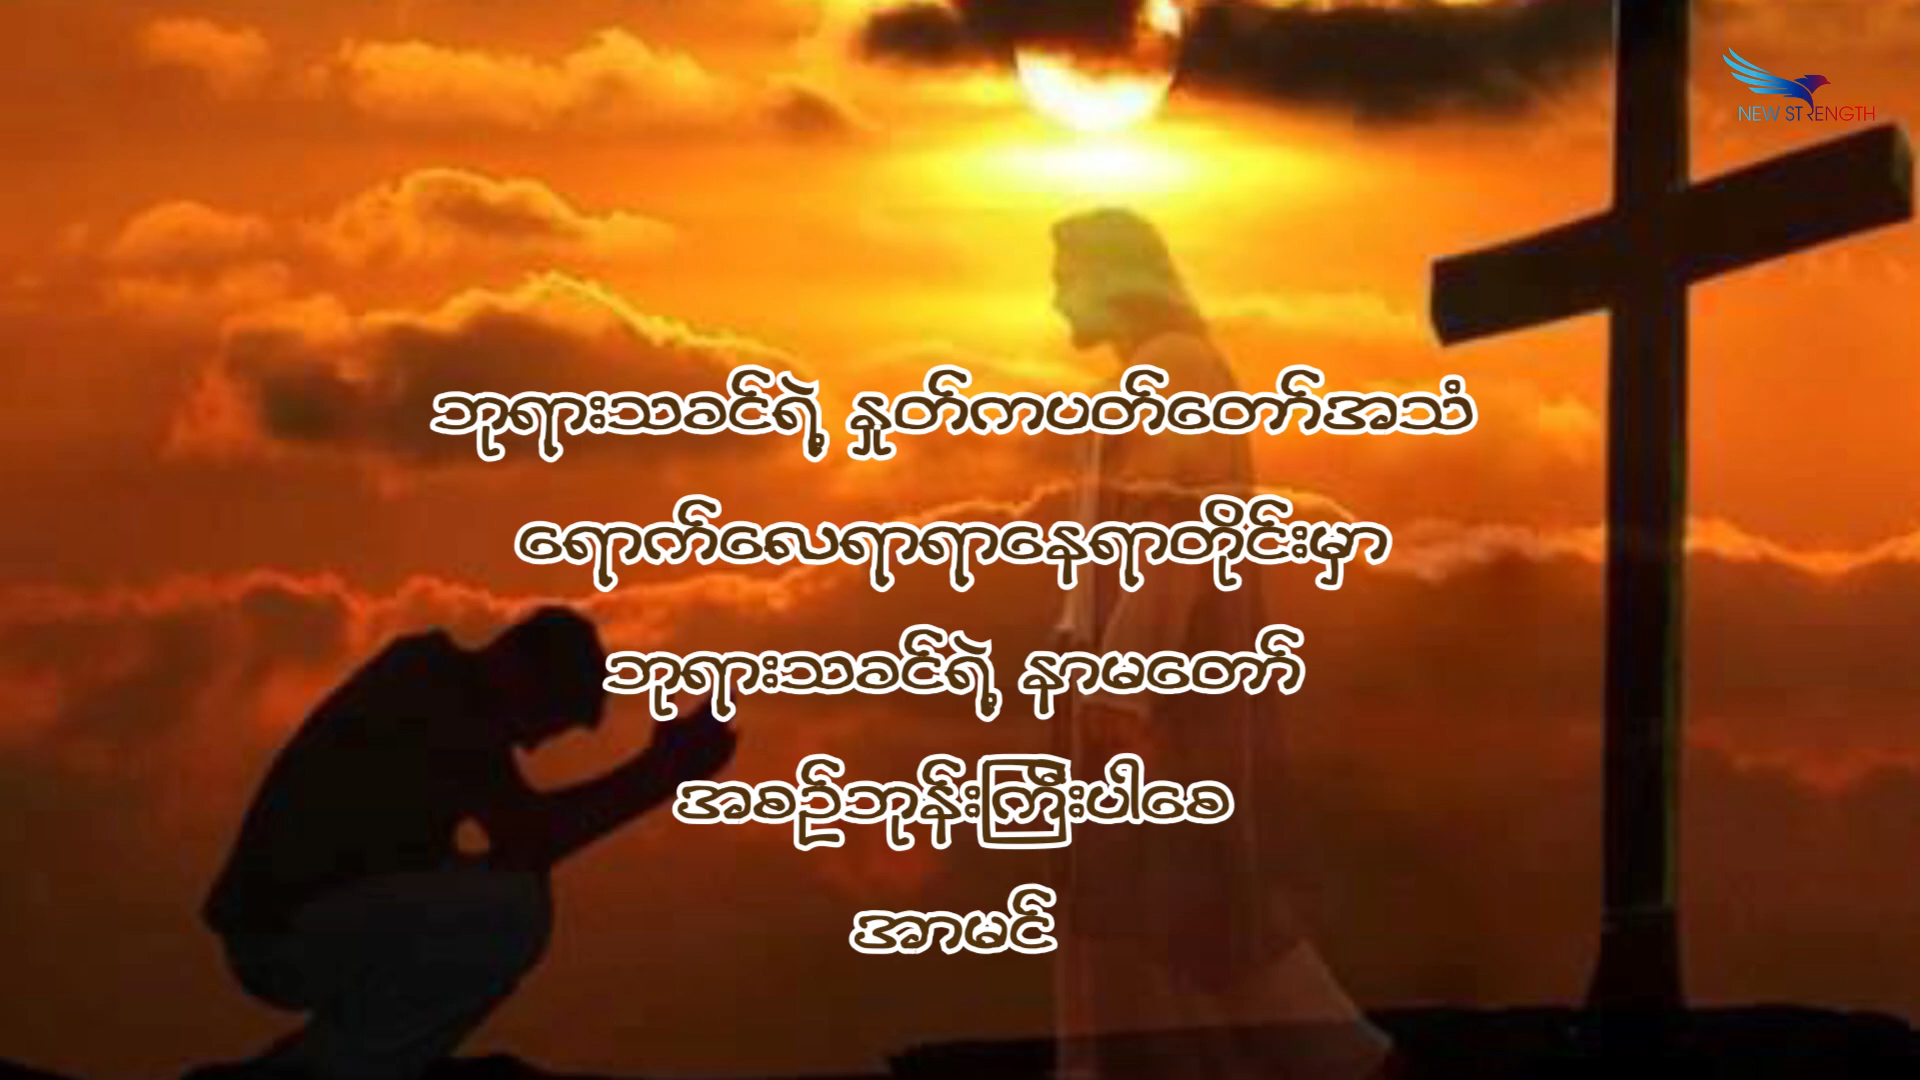 NEW STRENGTH
ဘုရားသခင်ရဲ့ နှုတ်ကပတ်တော်အသံ
ရောက်လေရာရာနေရာတိုင်းမှာ
ဘုရားသခင်ရဲ့ နာမတော်
အစဉ်ဘုန်းကြီးပါစေ
အာမင်